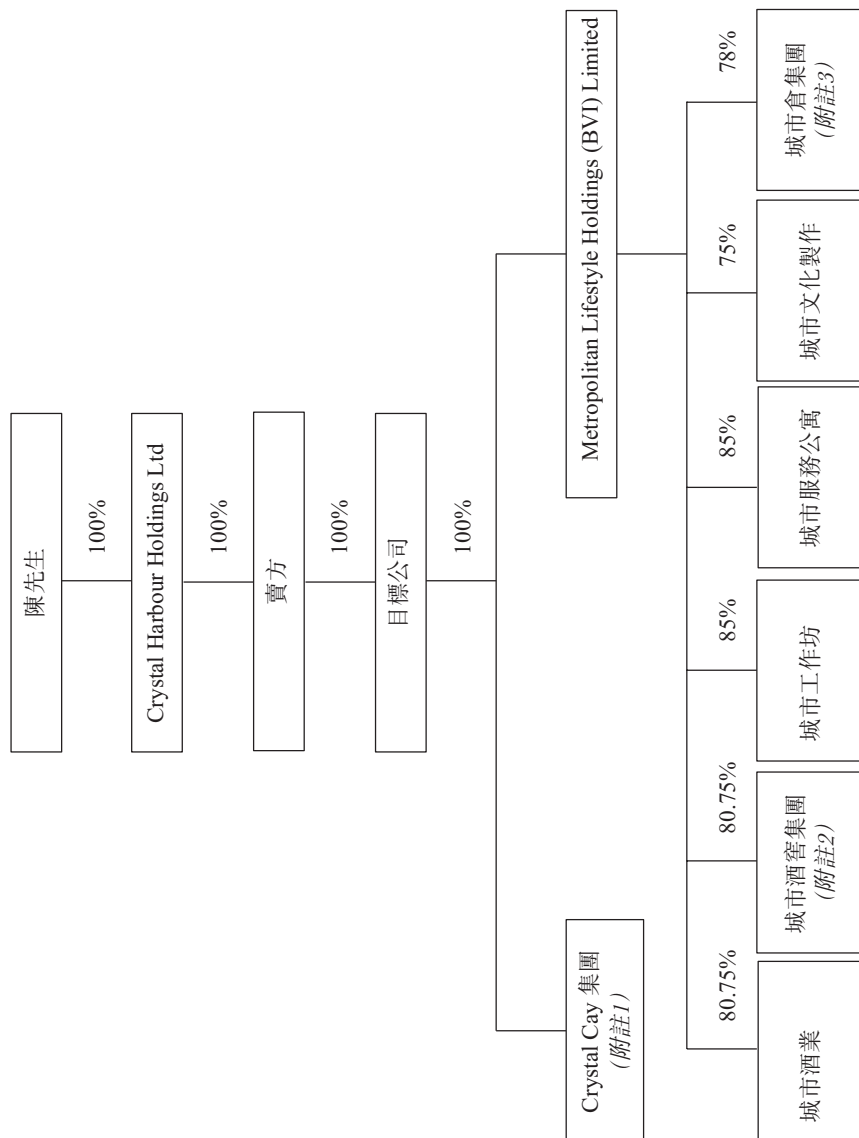 陳先生
100%
Crystal Harbour Holdings Ltd
100%
賣方
100%
目標公司
100%
Crystal Cay 集團
(附註1)
Metropolitan Lifestyle Holdings (BVI) Limited
80.75%
80.75%
85%
85%
75%
78%
城市酒業
城市酒窖集團
(附註2)
城市工作坊
城市服務公寓
城市文化製作
城市倉集團
(附註3)